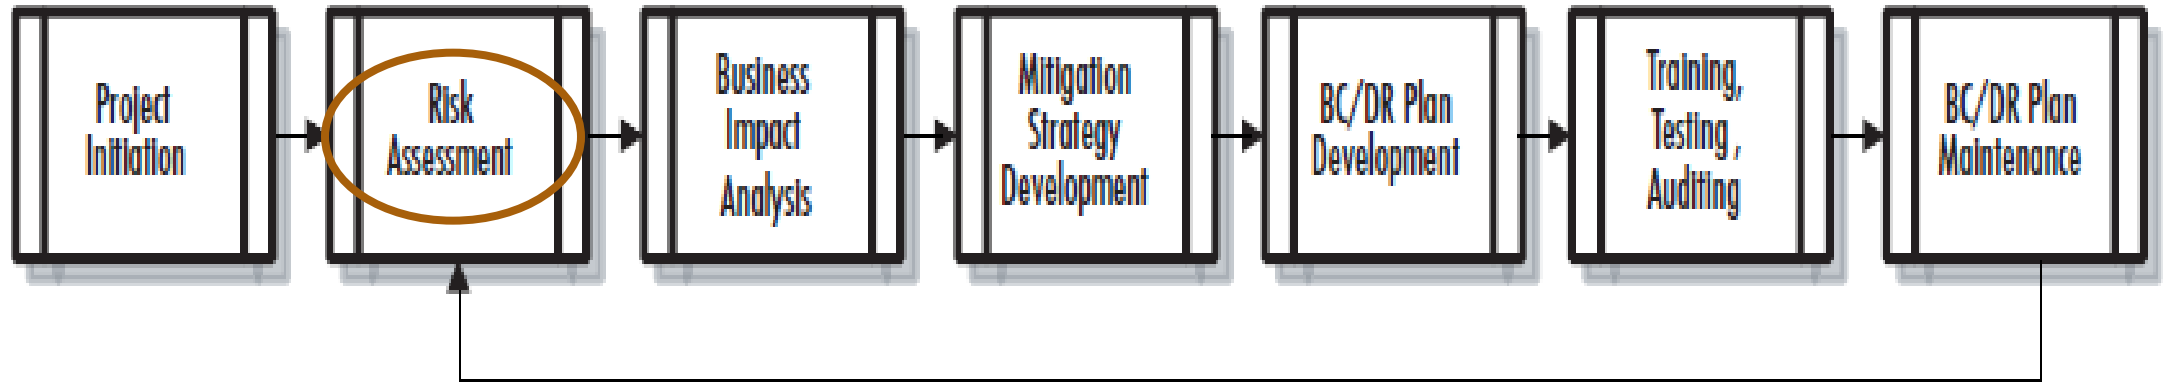 Project
Initiation
Risk
Assessment
Business
Impact
Analysis
Mitigation
Strategy
Development
BC/DR Plan
Development
Training,
Testing ,
Auditing
BC/DR Plan
Maintenance